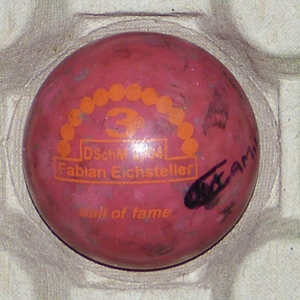 3
DSchM 2004
Fabian Eichsteller
Hall of fame